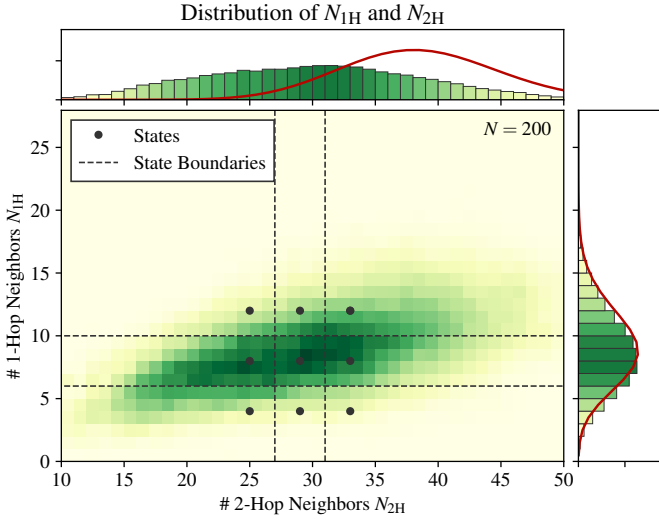 Distribution of N1H and N2H
States
State Boundaries
N = 200
# 1-Hop Neighbors N1H
25
20
15
10
5
0
10 15 20 25 30 35 40 45 50
# 2-Hop Neighbors N2H